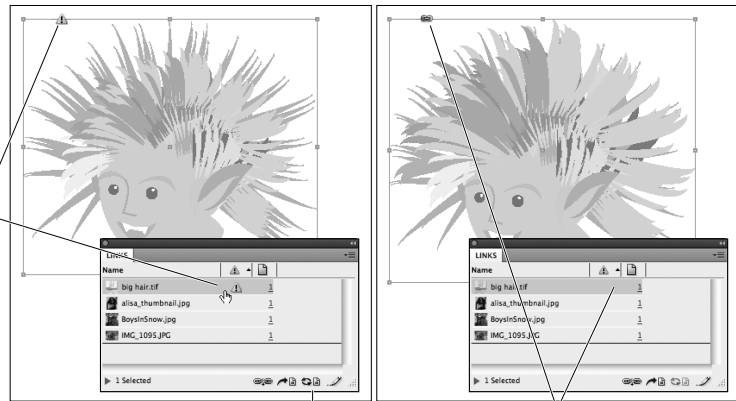 LINKS
Name
big hair.tif 1
alisa_thumbnail.jpg 1
BoysInSnow.jpg 1
IMG_1095.JPG 1
1 Selected
LINKS
Name
big hair.tif 1
alisa_thumbnail.jpg 1
BoysInSnow.jpg 1
IMG_1095.JPG 1
1 Selected